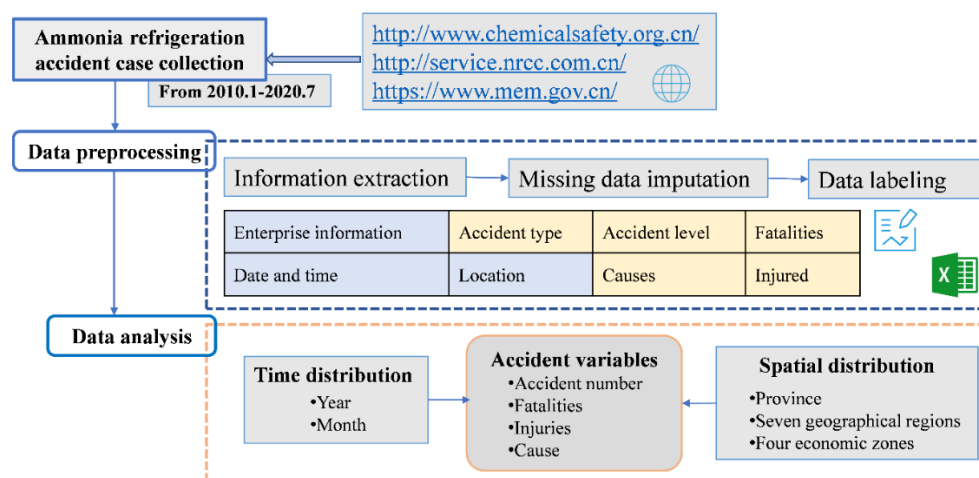 Ammonia refrigeration
accident case collection
From 2010.1-2020.7
http://www.chemicalsafety.org.cn/
http://service.nrcc.com.cn/
https://www.mem.gov.cn/
Data preprocessing
Information extraction
Missing data imputation
Data labeling
Enterprise information
Accident type
Accident level
Fatalities
Date and time
Location
Causes
Injured
X
Data analysis
Time distribution
•Year
•Month
Accident variables
•Accident number
•Fatalities
•Injuries
•Cause
Spatial distribution
•Province
•Seven geographical regions
•Four economic zones